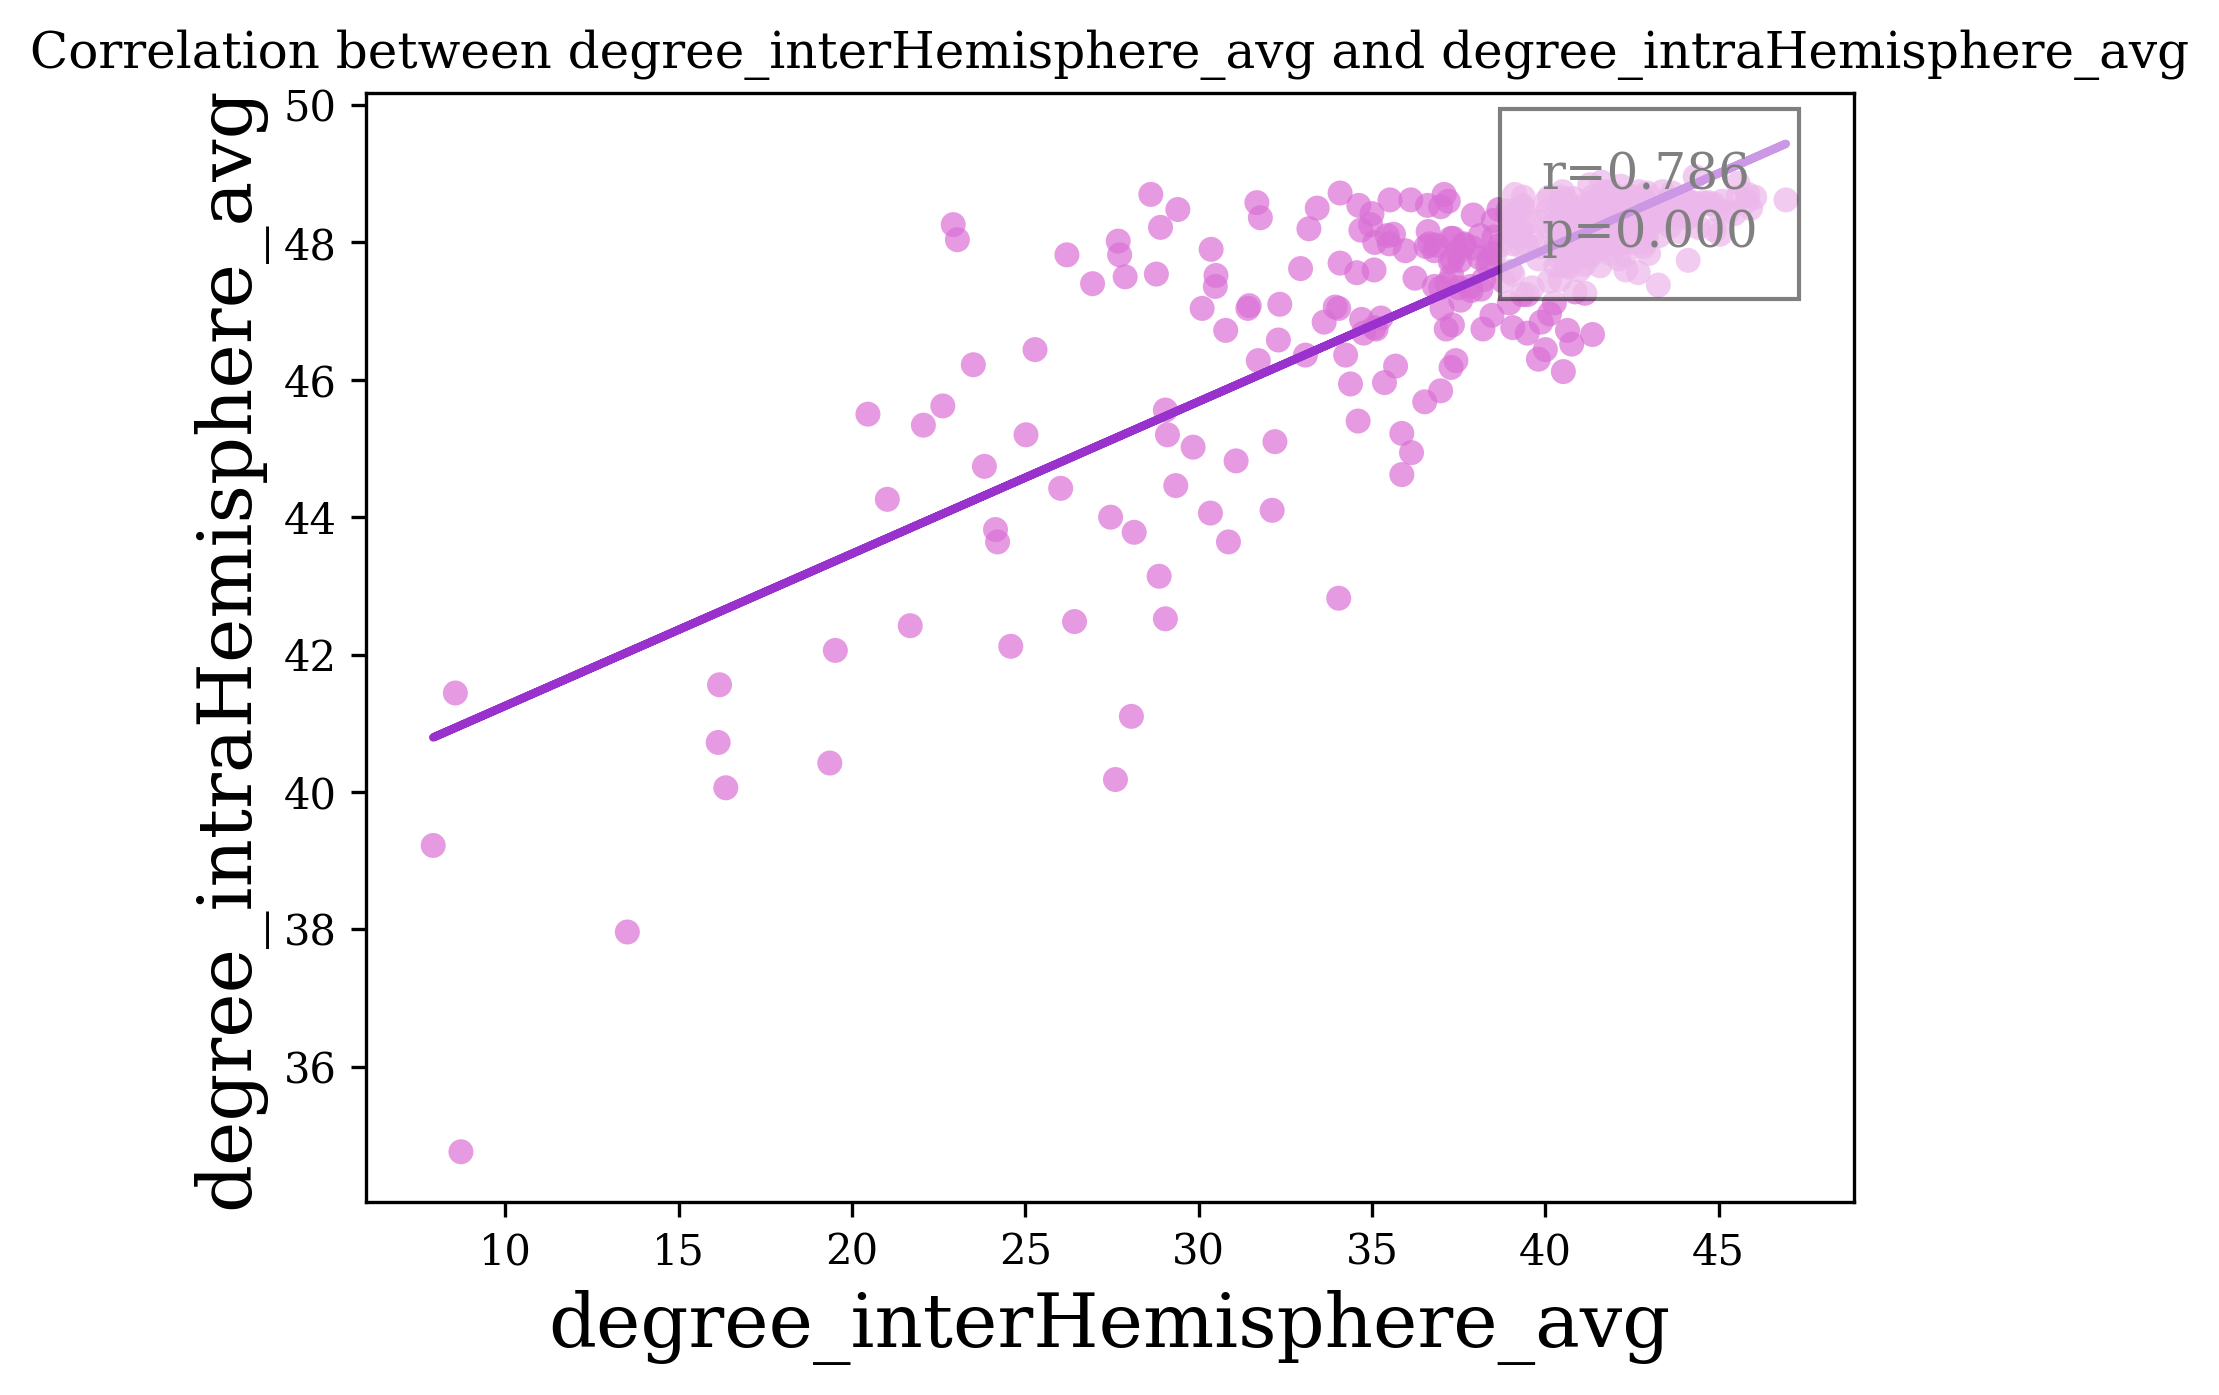 Correlation between degree_interHemisphere_avg and degree_intraHemisphere_avg
degree_intraHemisphere_avg
50
48
46
44
42
40
38
36
r=0.786
p=0.000
10 15 20 25 30 35 40 45
degree_interHemisphere_avg